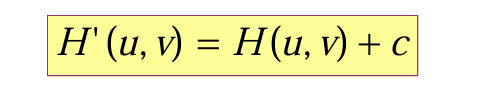 H'(u, v) = H(u, v) + c